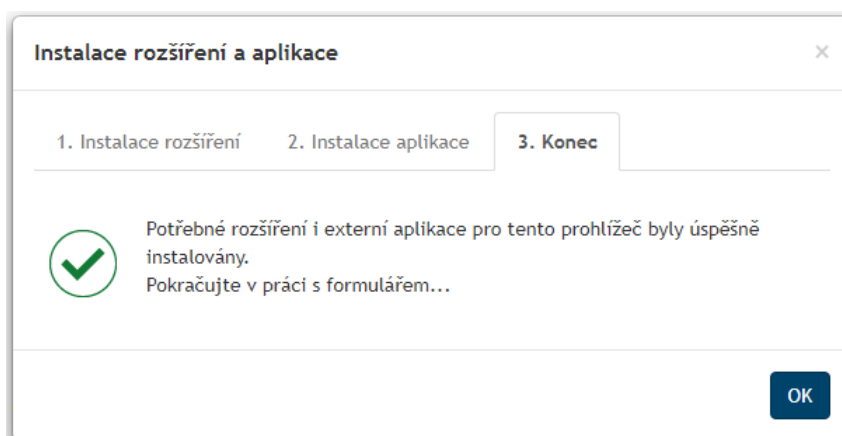 Instalace rozšíření a aplikace
×
1. Instalace rozšíření 2. Instalace aplikace 3. Konec
Potřebné rozšíření i externí aplikace pro tento prohlížeč byly úspěšně
instalovány.
Pokračujte v práci s formulářem...
OK